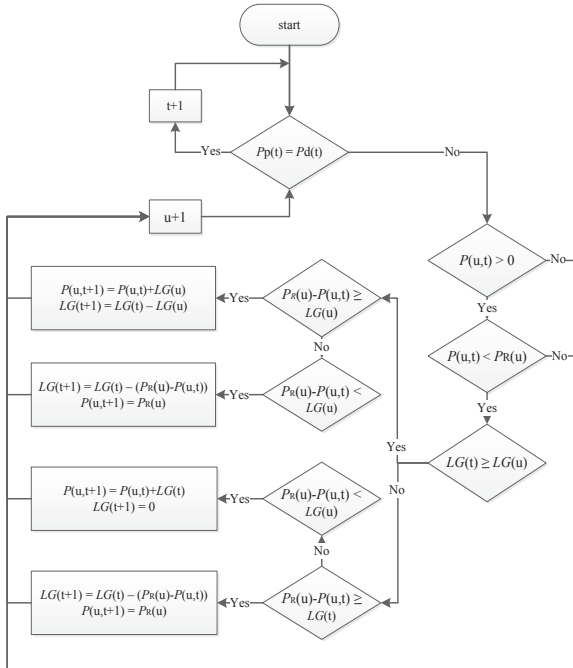 start
t+1
Pp(t) = Pd(t)
Yes
No
u+1
P(u,t) > 0
No
Yes
P(u,t) < PR(u)
No
Yes
LG(t) ≥ LG(u)
Yes
No
PR(u)-P(u,t) ≥
LG(u)
Yes
P(u,t+1) = P(u,t)+LG(u)
LG(t+1) = LG(t) – LG(u)
No
PR(u)-P(u,t) <
LG(u)
Yes
LG(t+1) = LG(t) – (PR(u)-P(u,t))
P(u,t+1) = PR(u)
PR(u)-P(u,t) <
LG(u)
Yes
P(u,t+1) = P(u,t)+LG(t)
LG(t+1) = 0
No
PR(u)-P(u,t) ≥
LG(t)
Yes
LG(t+1) = LG(t) – (PR(u)-P(u,t))
P(u,t+1) = PR(u)